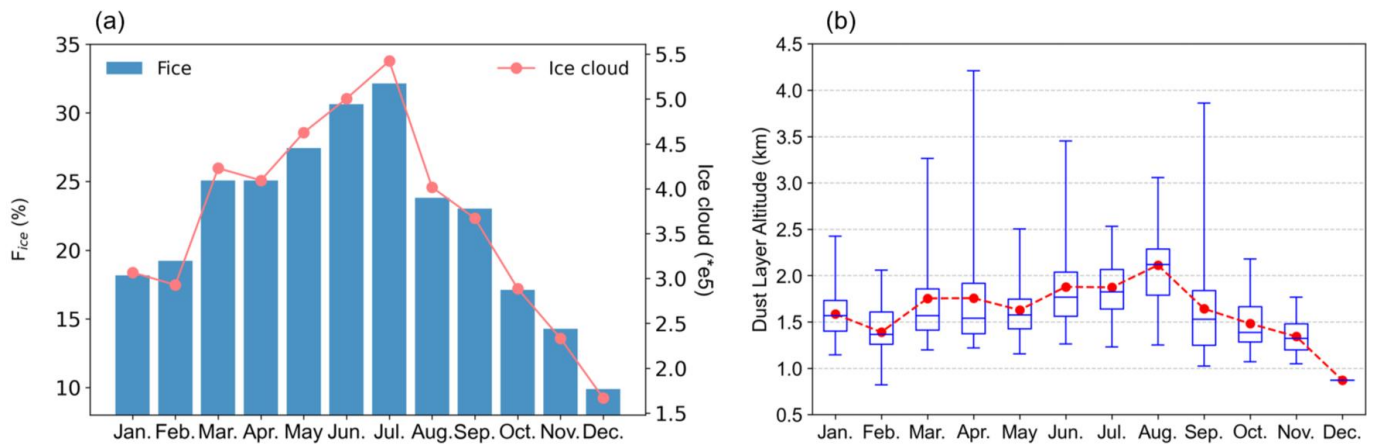 (a)
35
30
25
20
15
10
F_ice (%)
Fice
Ice cloud
5.5
5.0
4.5
4.0
3.5
3.0
2.5
2.0
1.5
Ice cloud (*e5)
Jan. Feb. Mar. Apr. May Jun. Jul. Aug. Sep. Oct. Nov. Dec.
(b)
4.5
4.0
3.5
3.0
2.5
2.0
1.5
1.0
0.5
Dust Layer Altitude (km)
Jan. Feb. Mar. Apr. May Jun. Jul. Aug. Sep. Oct. Nov. Dec.